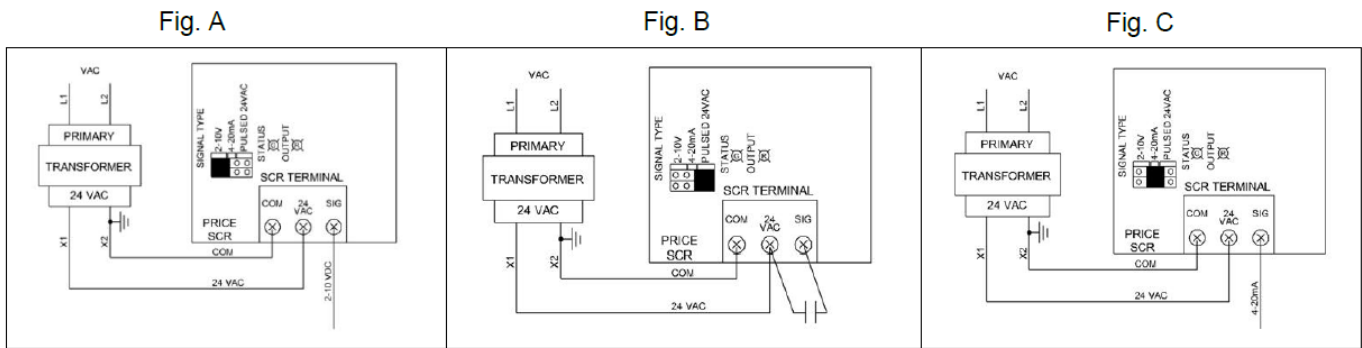 Fig. A
VAC
L1
L2
PRIMARY
TRANSFORMER
24 VAC
X1
X2
SIGNAL TYPE
2-10V
4-20mA
PULSED 24VAC
STATUS
OUTPUT
SCR TERMINAL
COM
24
VAC
SIG
PRICE
SCR
COM
24 VAC
2-10 VDC
Fig. B
VAC
L1
L2
PRIMARY
TRANSFORMER
24 VAC
X1
X2
SIGNAL TYPE
2-10V
4-20mA
PULSED 24VAC
STATUS
OUTPUT
SCR TERMINAL
COM
24
VAC
SIG
PRICE
SCR
COM
24 VAC
Fig. C
VAC
L1
L2
PRIMARY
TRANSFORMER
24 VAC
X1
X2
SIGNAL TYPE
2-10V
4-20mA
PULSED 24VAC
STATUS
OUTPUT
SCR TERMINAL
COM
24
VAC
SIG
PRICE
SCR
COM
24 VAC
4-20mA